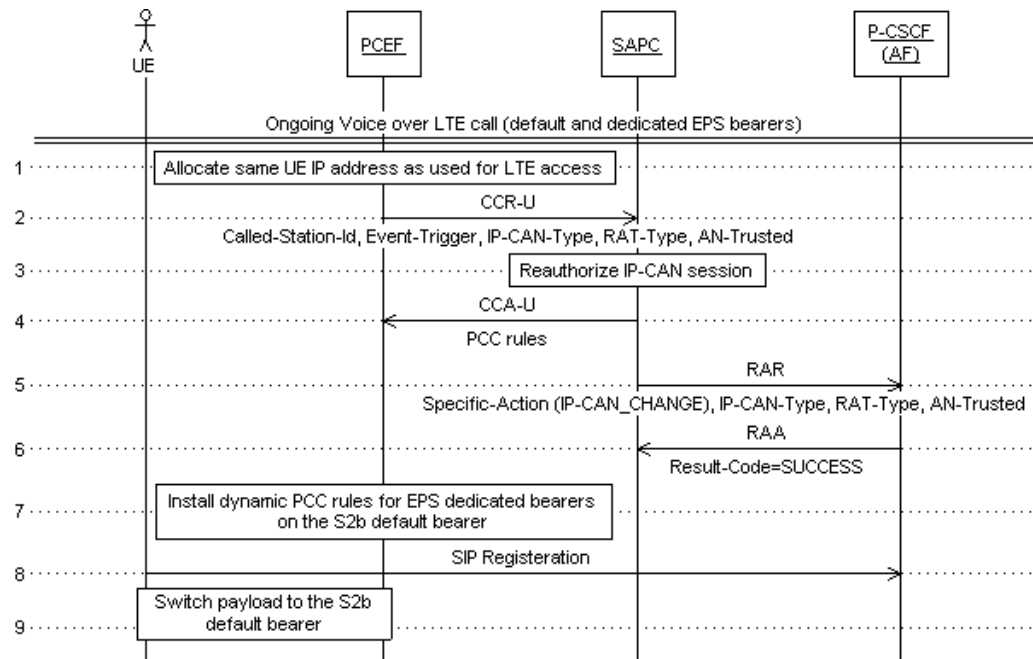 UE
PCEF
SAPC
P-CSCF
(AF)
Ongoing Voice over LTE call (default and dedicated EPS bearers)
1
Allocate same UE IP address as used for LTE access
CCR-U
2
Called-Station-Id, Event-Trigger, IP-CAN-Type, RAT-Type, AN-Trusted
3
Reauthorize IP-CAN session
CCA-U
4
PCC rules
RAR
5
Specific-Action (IP-CAN_CHANGE), IP-CAN-Type, RAT-Type, AN-Trusted
RAA
6
Result-Code=SUCCESS
Install dynamic PCC rules for EPS dedicated bearers
7
on the S2b default bearer
SIP Registeration
8
Switch payload to the S2b
default bearer
9